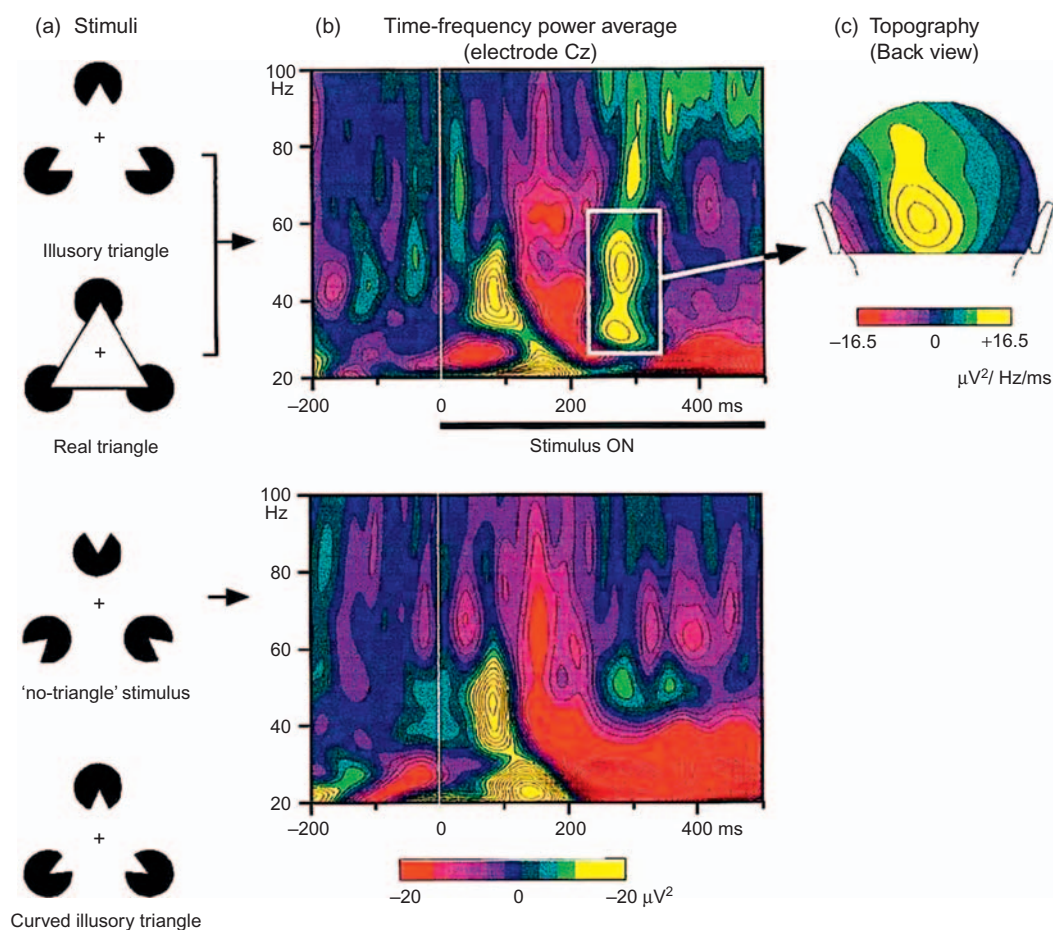 (a) Stimuli
+
Illusory triangle
+
Real triangle
+
'no-triangle' stimulus
+
Curved illusory triangle
(b) Time-frequency power average
(electrode Cz)
100
Hz
80
60
40
20
–200 0 200 400 ms
Stimulus ON
100
Hz
80
60
40
20
–200 0 200 400 ms
–20 0 –20 μV²
(c) Topography
(Back view)
–16.5 0 +16.5
μV²/ Hz/ms